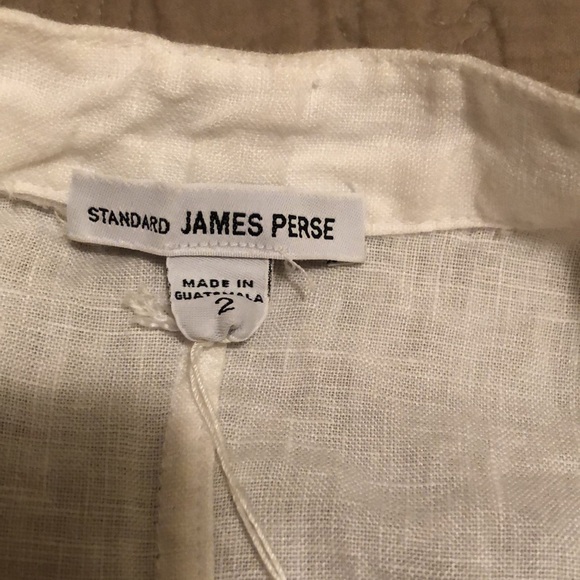 STANDARD JAMES PERSE
MADE IN
GUATEMALA
2